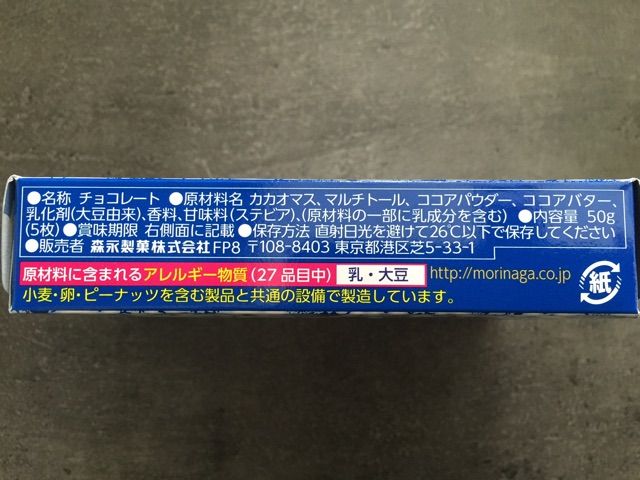 ●名称 チョコレート ●原材料名 カカオマス、マルチトール、ココアパウダー、ココアバター、
乳化剤(大豆由来)、香料、甘味料(ステビア)、(原材料の一部に乳成分を含む) ●内容量 50g
(5枚) ●賞味期限 右側面に記載 ●保存方法 直射日光を避けて26℃以下で保存してください
●販売者 森永製菓株式会社FP8 〒108-8403 東京都港区芝5-33-1
原材料に含まれるアレルギー物質(27品目中) 乳・大豆 http://morinaga.co.jp
小麦・卵・ピーナッツを含む製品と共通の設備で製造しています。
紙